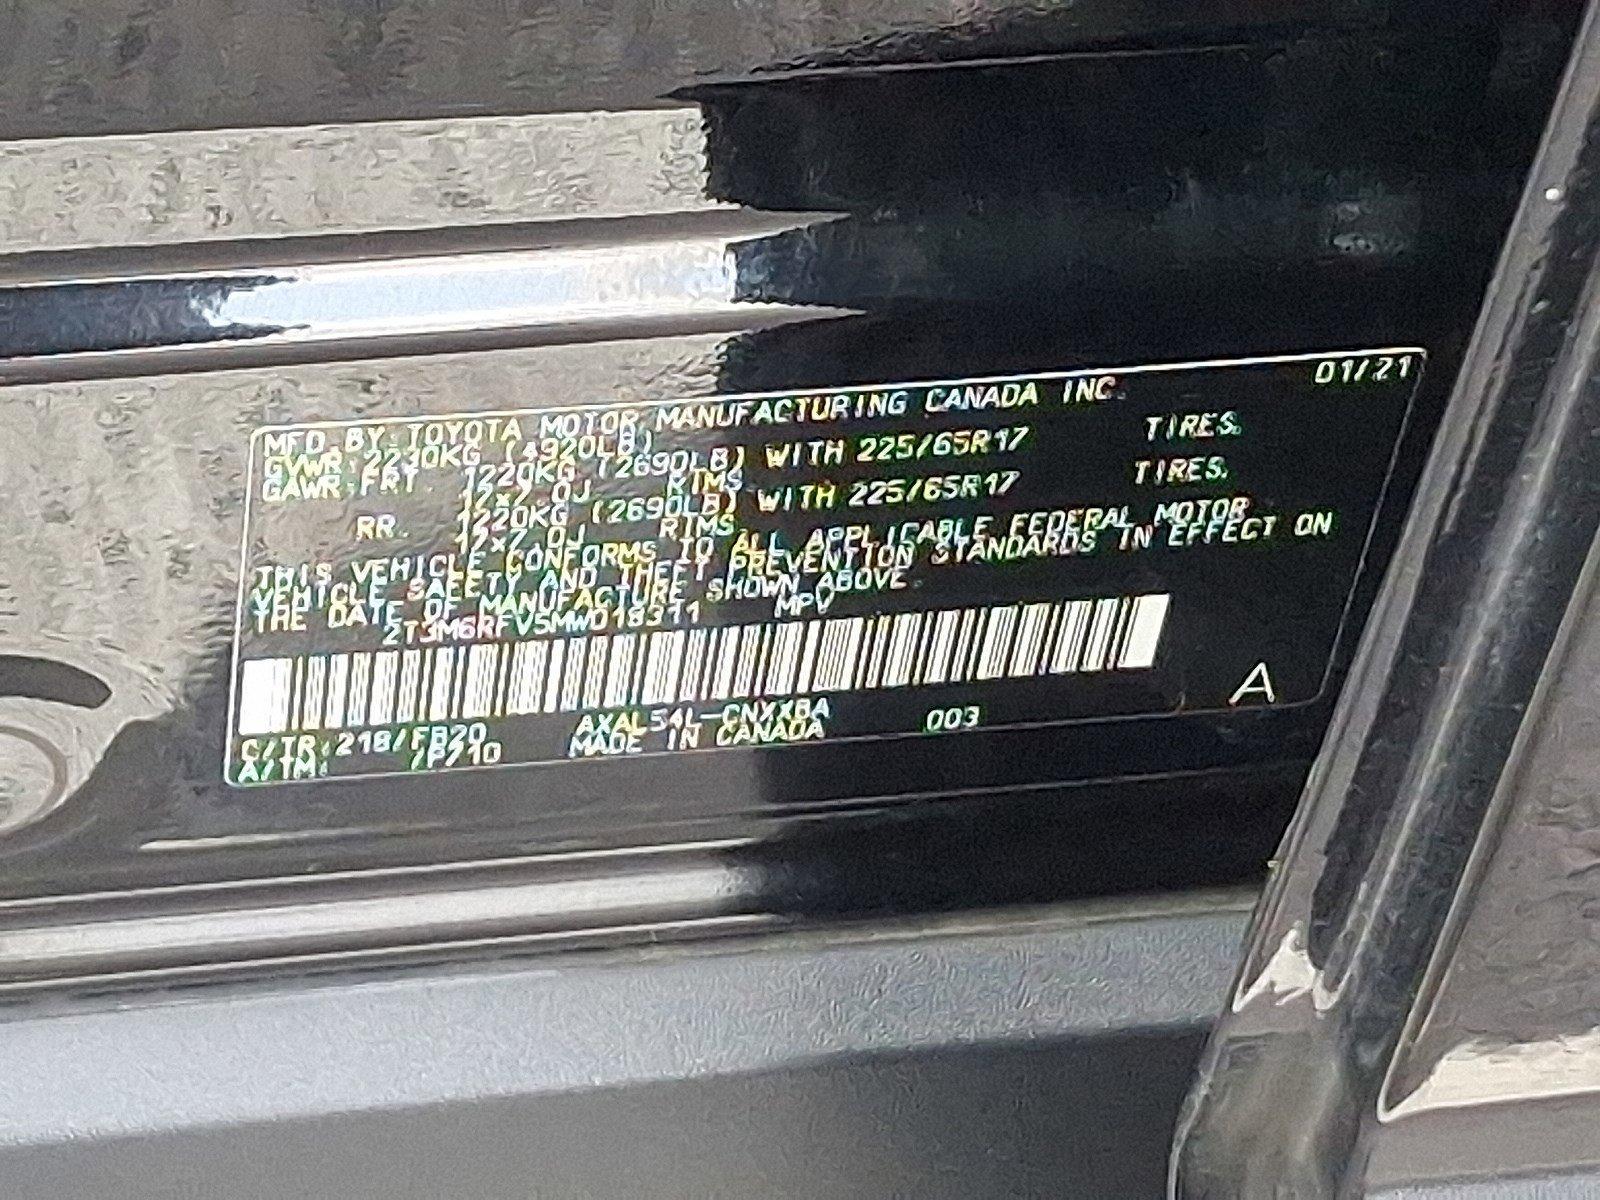 MFD. BY: TOYOTA MOTOR MANUFACTURING CANADA INC. 01/21
GVWR: 2230KG (4920LB)
GAWR: FRT. 1220KG (2690LB) WITH 225/65R17 TIRES.
17x7.0J RIMS
RR. 1220KG (2690LB) WITH 225/65R17 TIRES.
17x7.0J RIMS
THIS VEHICLE CONFORMS TO ALL APPLICABLE FEDERAL MOTOR
VEHICLE SAFETY AND THEFT PREVENTION STANDARDS IN EFFECT ON
THE DATE OF MANUFACTURE SHOWN ABOVE.
2T3M6RFV5MW018311 MPV
A
C/TR: 218/FB20 AXAL54L-CNXXBA 003
A/TM: /P710 MADE IN CANADA